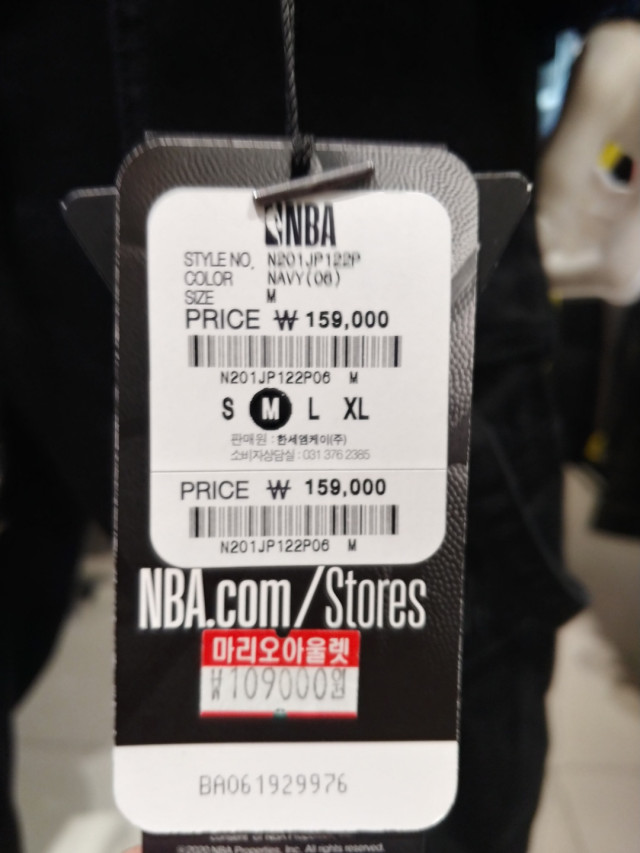 NBA
STYLE NO. N201JP122P
COLOR NAVY(06)
SIZE M
PRICE ₩ 159,000
N201JP122P06 M
S M L XL
판매원 : 한세엠케이(주)
소비자상담실 : 031 376 2385
PRICE ₩ 159,000
N201JP122P06 M
NBA.com/Stores
마리오아울렛
₩109000원
BA061929976
©2020 NBA Properties, Inc. All rights reserved.